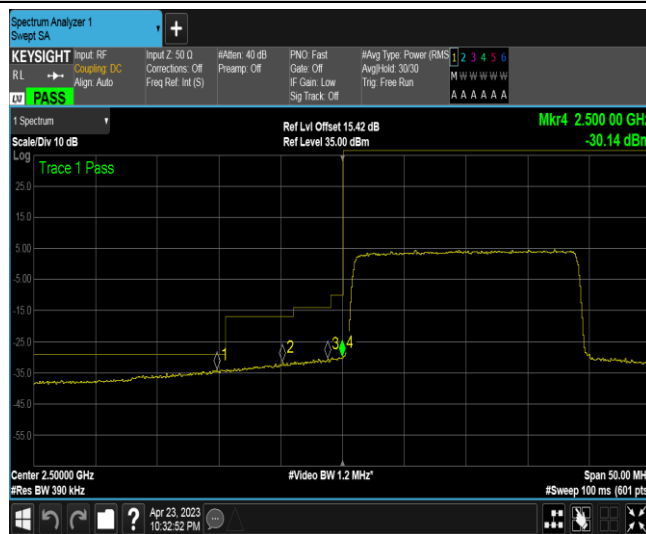 Spectrum Analyzer 1
Swept SA
+
KEYSIGHT Input: RF
RL
Coupling: DC
Align: Auto
LXI PASS
Input Z: 50 Ω
Corrections: Off
Freq Ref: Int (S)
#Atten: 40 dB
Preamp: Off
PNO: Fast
Gate: Off
IF Gain: Low
Sig Track: Off
#Avg Type: Power (RMS
Avg|Hold: 30/30
Trig: Free Run
1 2 3 4 5 6
M W W W W W
A A A A A A
1 Spectrum
Scale/Div 10 dB
Ref Lvl Offset 15.42 dB
Ref Level 35.00 dBm
Mkr4 2.500 00 GHz
-30.14 dBm
Log
Trace 1 Pass
25.0
15.0
5.00
-5.00
-15.0
-25.0
-35.0
-45.0
-55.0
1
2
3
4
Center 2.50000 GHz
#Res BW 390 kHz
#Video BW 1.2 MHz*
Span 50.00 MH
#Sweep 100 ms (601 pts
?
Apr 23, 2023
10:32:52 PM